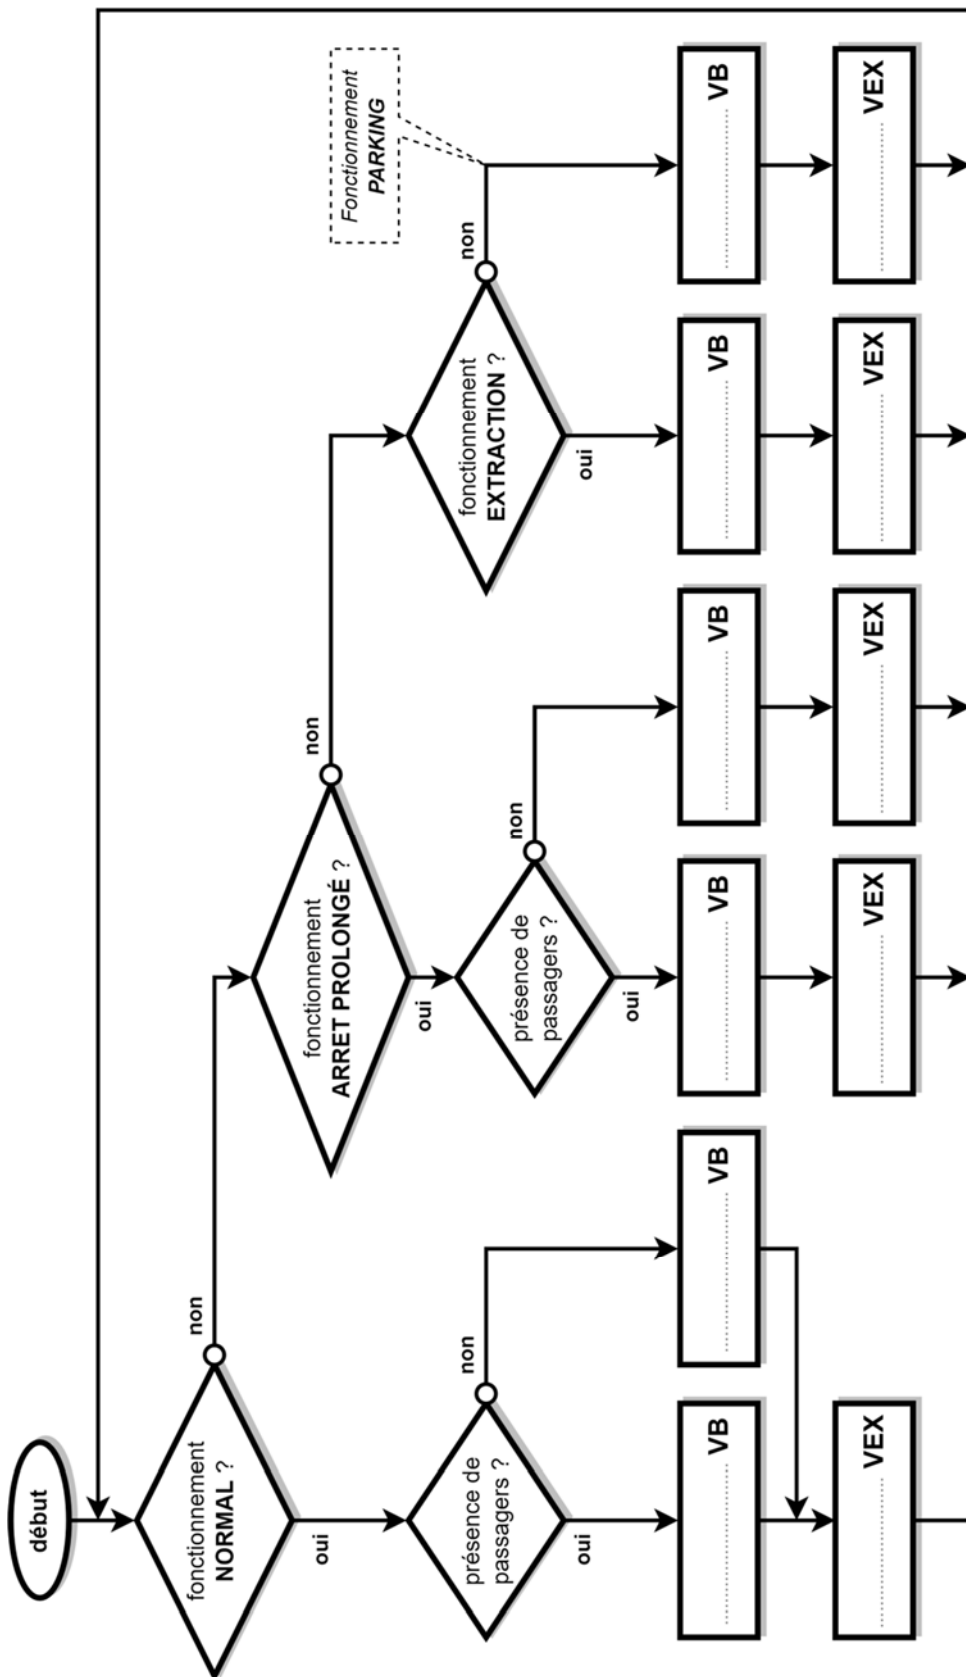 début
fonctionnement
NORMAL ?
non
oui
présence de
passagers ?
non
oui
VB
VB
VEX
fonctionnement
ARRET PROLONGÉ ?
non
oui
présence de
passagers ?
non
oui
VB
VEX
VB
VEX
fonctionnement
EXTRACTION ?
non
oui
Fonctionnement
PARKING
VB
VEX
VB
VEX